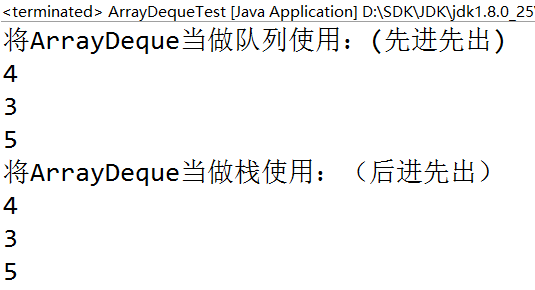 <terminated> ArrayDequeTest [Java Application] D:\SDK\JDK\jdk1.8.0_25\
将ArrayDeque当做队列使用：(先进先出)
4
3
5
将ArrayDeque当做栈使用：（后进先出）
4
3
5